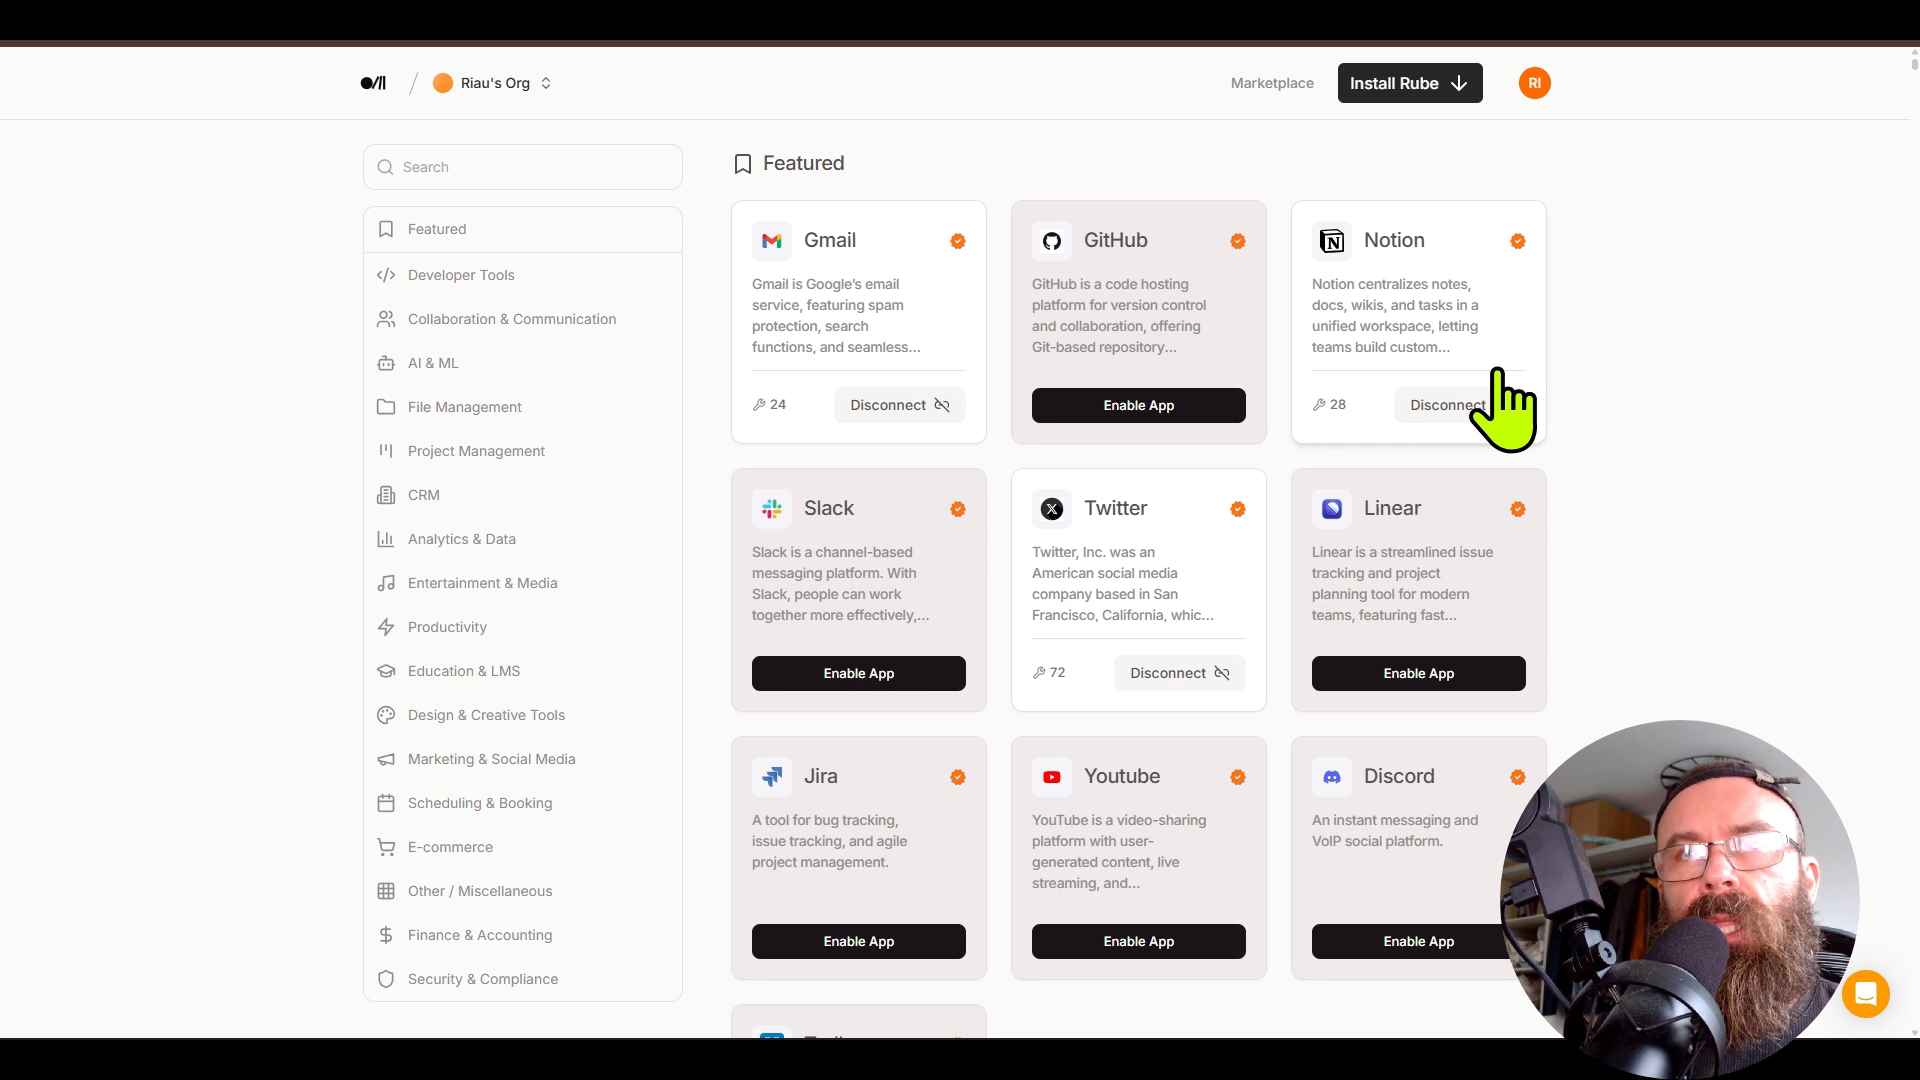 Riau's Org
Marketplace
Install Rube
RI
Search
Featured
Developer Tools
Collaboration & Communication
AI & ML
File Management
Project Management
CRM
Analytics & Data
Entertainment & Media
Productivity
Education & LMS
Design & Creative Tools
Marketing & Social Media
Scheduling & Booking
E-commerce
Other / Miscellaneous
Finance & Accounting
Security & Compliance
Featured
Gmail
Gmail is Google's email
service, featuring spam
protection, search
functions, and seamless...
24
Disconnect
GitHub
GitHub is a code hosting
platform for version control
and collaboration, offering
Git-based repository...
Enable App
Notion
Notion centralizes notes,
docs, wikis, and tasks in a
unified workspace, letting
teams build custom...
28
Disconnect
Slack
Slack is a channel-based
messaging platform. With
Slack, people can work
together more effectively,...
Enable App
Twitter
Twitter, Inc. was an
American social media
company based in San
Francisco, California, whic...
72
Disconnect
Linear
Linear is a streamlined issue
tracking and project
planning tool for modern
teams, featuring fast...
Enable App
Jira
A tool for bug tracking,
issue tracking, and agile
project management.
Enable App
Youtube
YouTube is a video-sharing
platform with user-
generated content, live
streaming, and...
Enable App
Discord
An instant messaging and
VoIP social platform.
Enable App